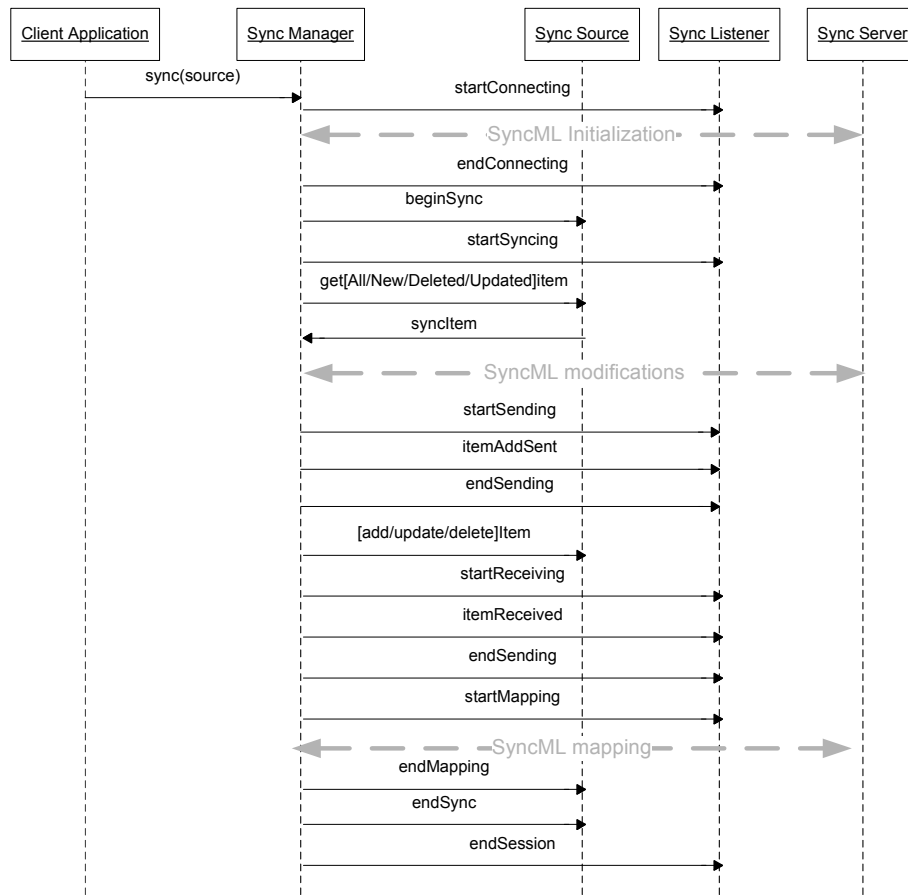 Client Application
Sync Manager
Sync Source
Sync Listener
Sync Server
sync(source)
startConnecting
SyncML Initialization
endConnecting
beginSync
startSyncing
get[All/New/Deleted/Updated]item
syncItem
SyncML modifications
startSending
itemAddSent
endSending
[add/update/delete]Item
startReceiving
itemReceived
endSending
startMapping
SyncML mapping
endMapping
endSync
endSession